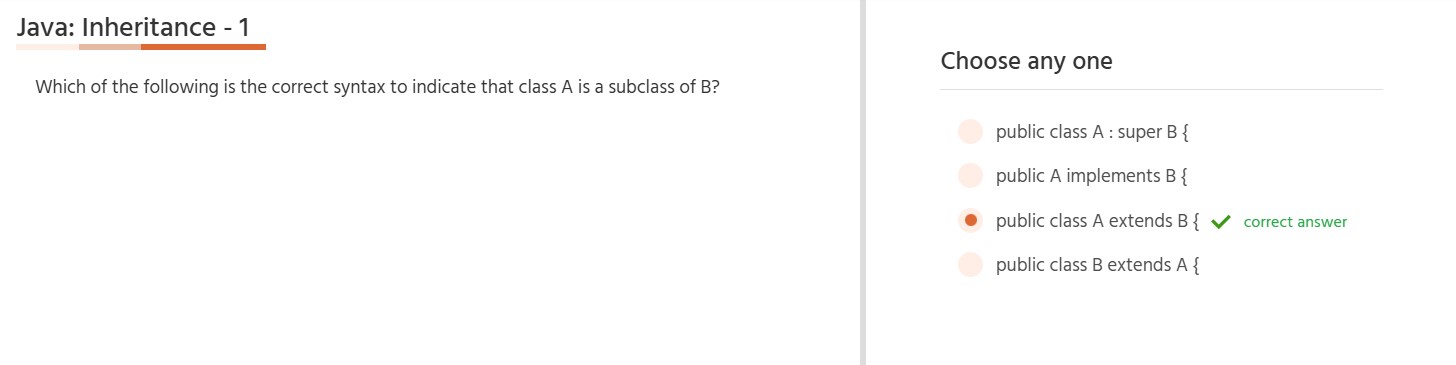 Java: Inheritance - 1
Which of the following is the correct syntax to indicate that class A is a subclass of B?
Choose any one
public class A : super B {
public A implements B {
public class A extends B { correct answer
public class B extends A {